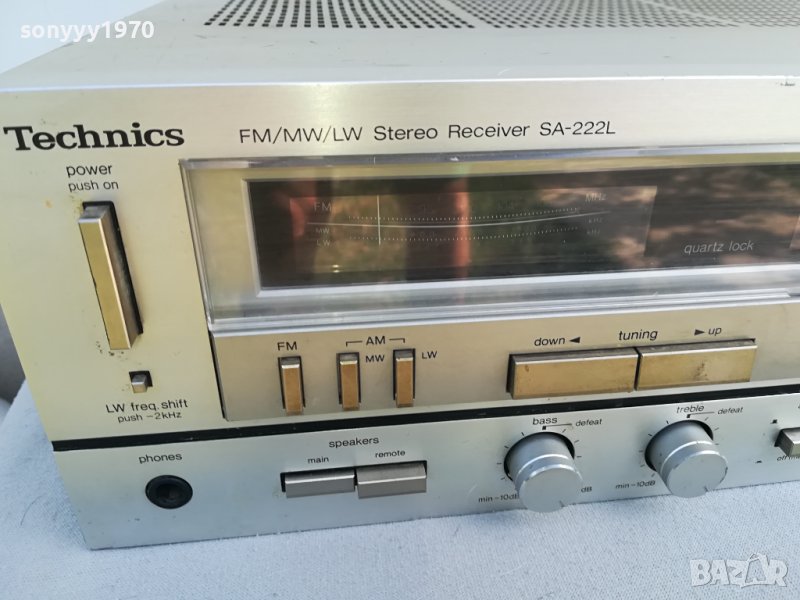 sonyyy1970
Technics
FM/MW/LW Stereo Receiver SA-222L
power
push on
FM
MHz
MW
kHz
LW
kHz
quartz lock
FM
AM
MW
LW
down ◄
tuning
► up
LW freq. shift
push -2kHz
phones
speakers
main
remote
bass
defeat
min -10dB
dB
treble
defeat
min -10dB
BAZAR